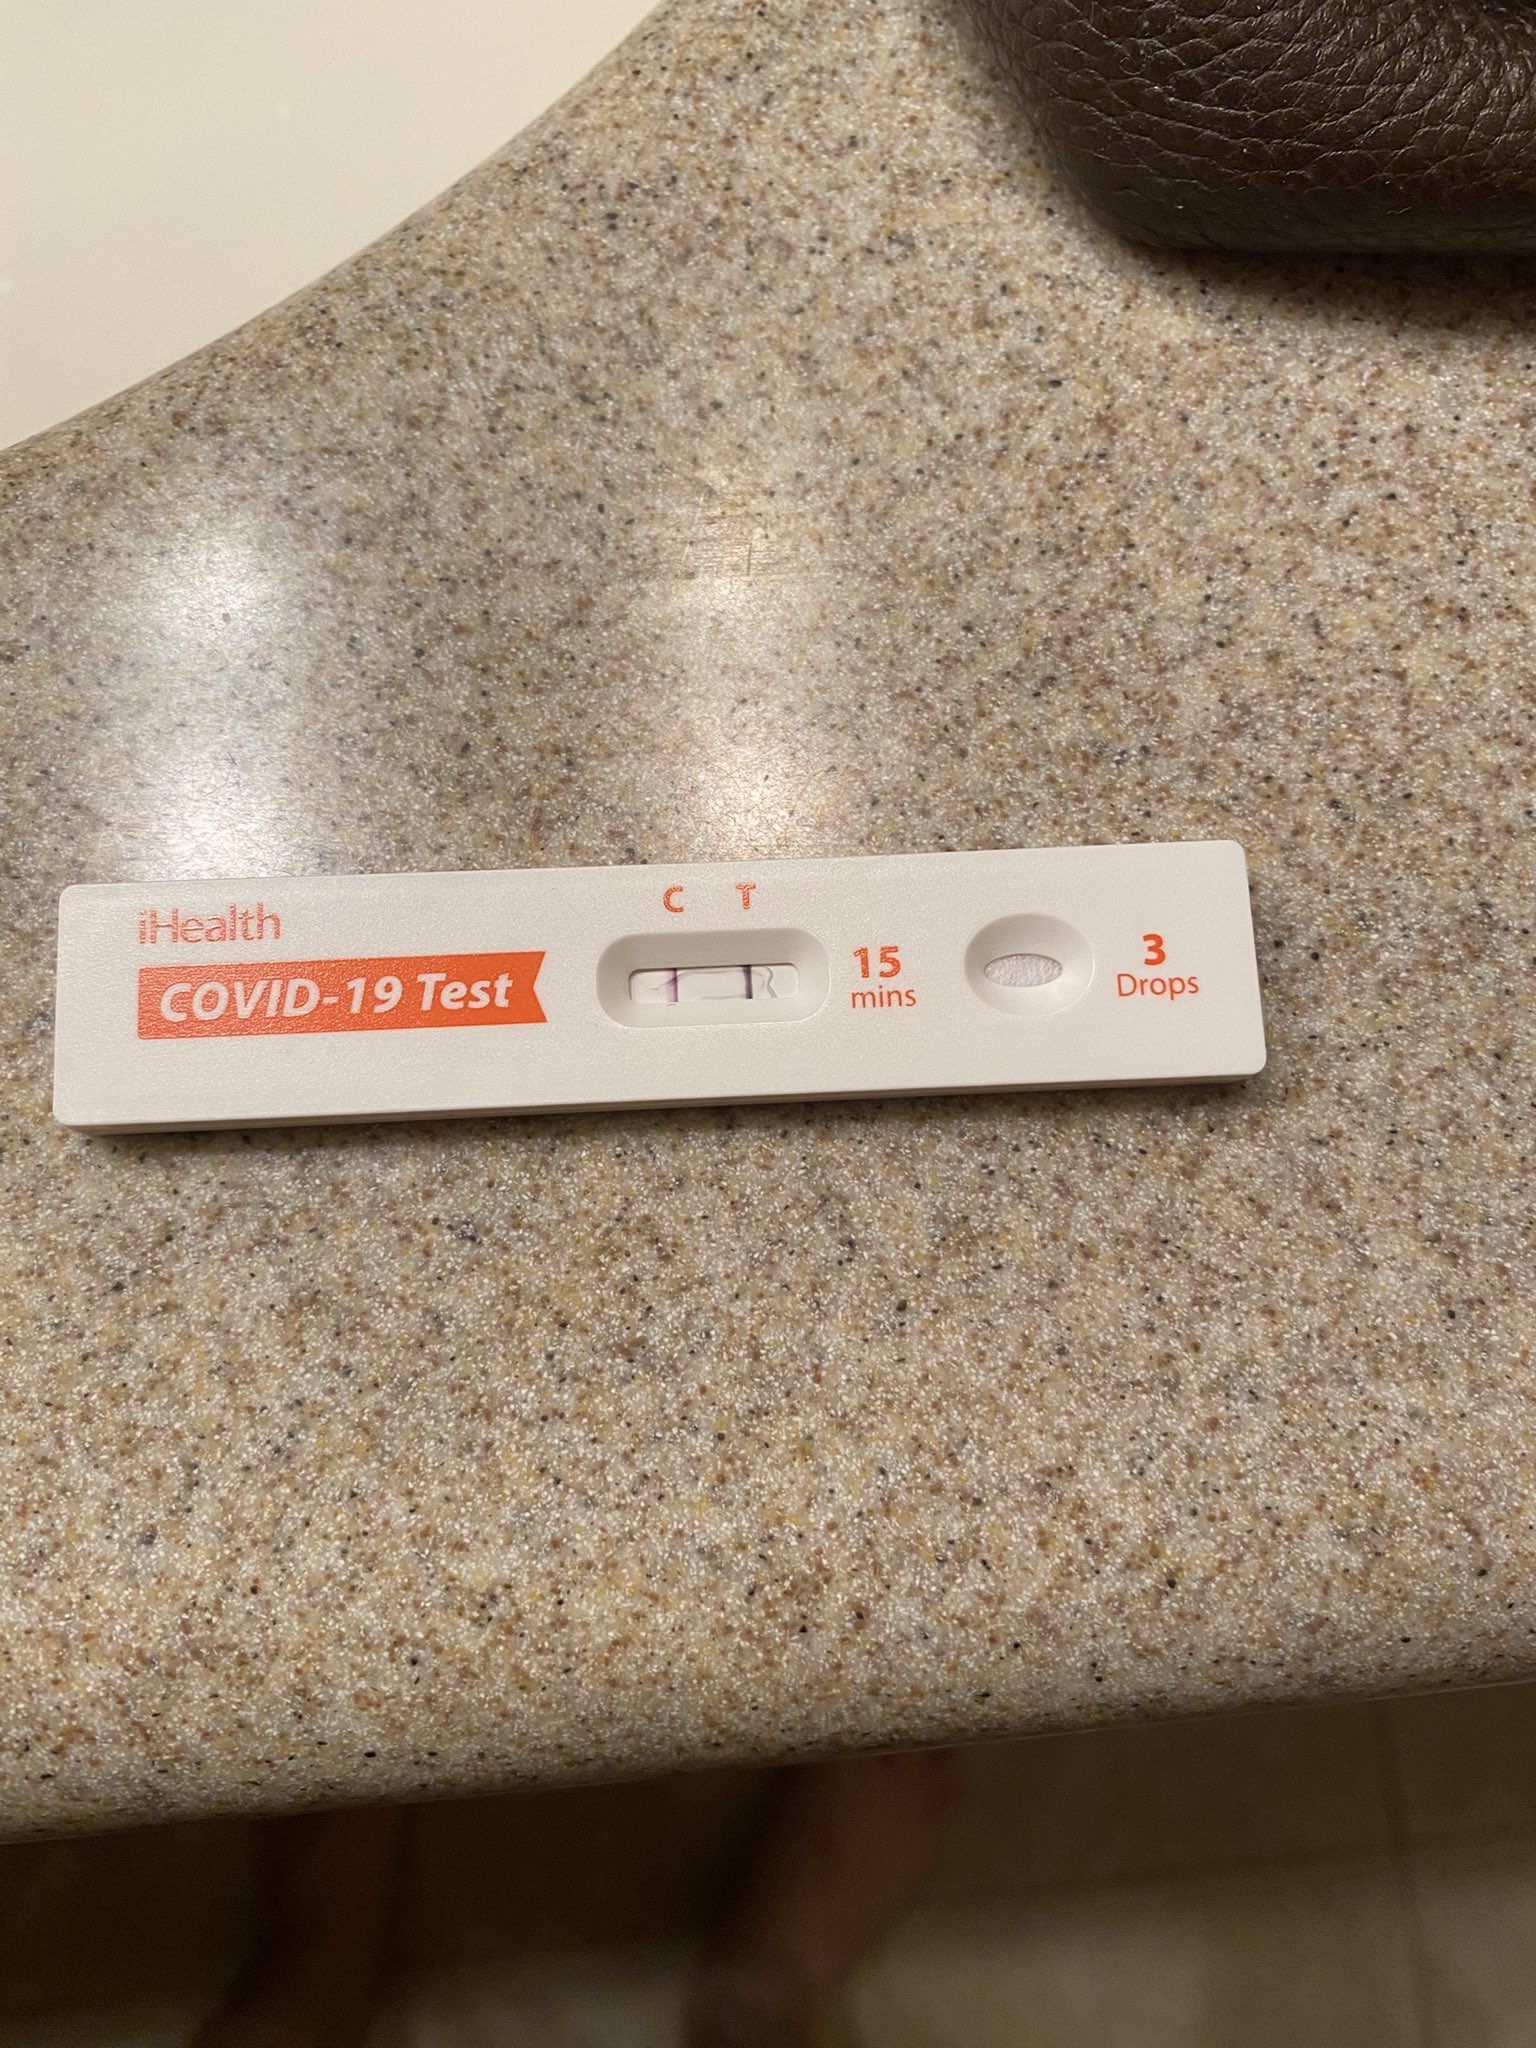 C T
iHealth
COVID-19 Test
15
mins
3
Drops